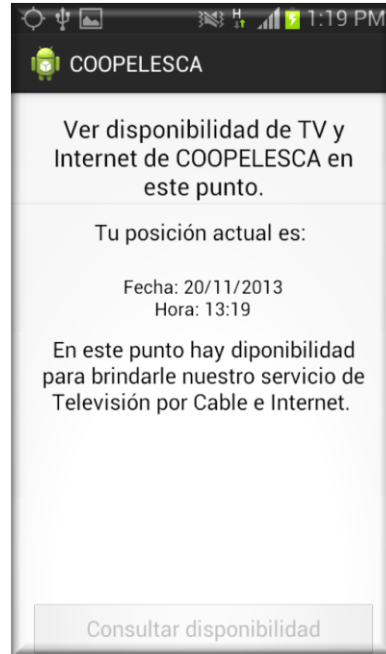 H 1:19 PM
COOPELESCA
Ver disponibilidad de TV y
Internet de COOPELESCA en
este punto.
Tu posición actual es:
Fecha: 20/11/2013
Hora: 13:19
En este punto hay diponibilidad
para brindarle nuestro servicio de
Televisión por Cable e Internet.
Consultar disponibilidad